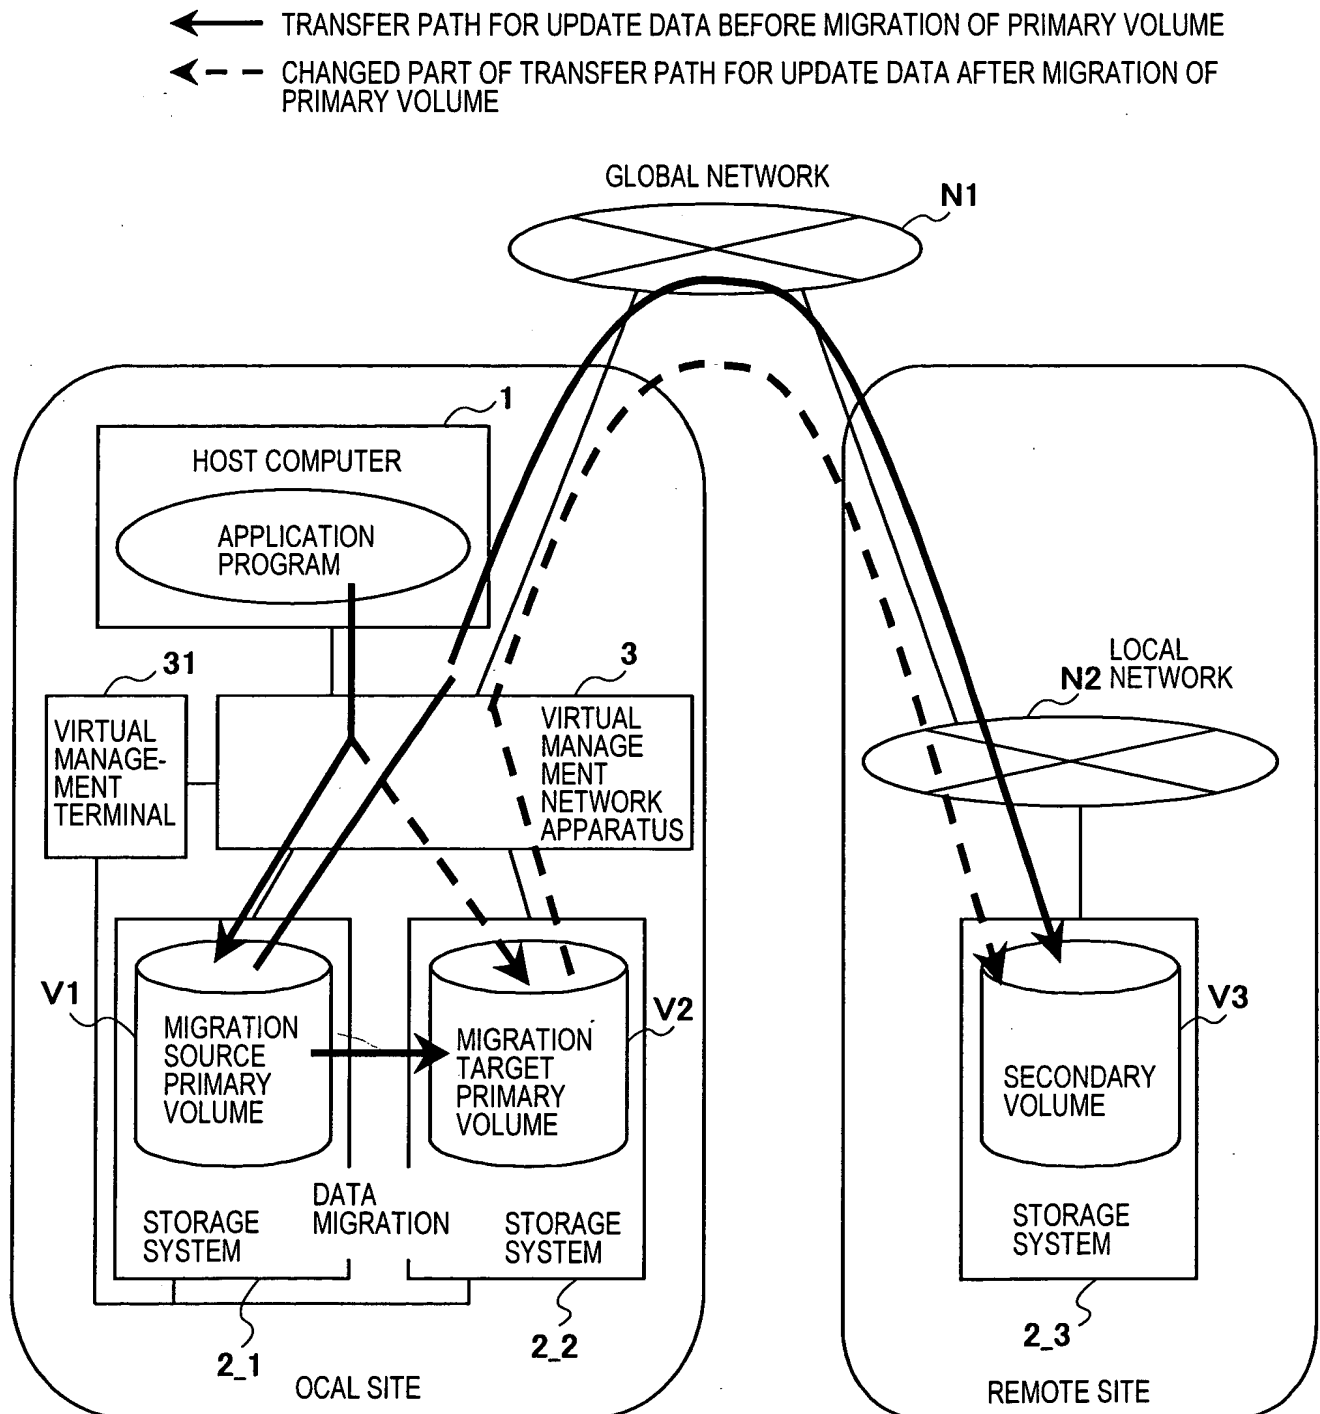 TRANSFER PATH FOR UPDATE DATA BEFORE MIGRATION OF PRIMARY VOLUME
CHANGED PART OF TRANSFER PATH FOR UPDATE DATA AFTER MIGRATION OF
PRIMARY VOLUME
GLOBAL NETWORK
N1
1
HOST COMPUTER
APPLICATION
PROGRAM
31
3
VIRTUAL
MANAGE-
MENT
TERMINAL
VIRTUAL
MANAGE
MENT
NETWORK
APPARATUS
N2
LOCAL
NETWORK
V1
MIGRATION
SOURCE
PRIMARY
VOLUME
V2
MIGRATION
TARGET
PRIMARY
VOLUME
V3
SECONDARY
VOLUME
DATA
MIGRATION
STORAGE
SYSTEM
STORAGE
SYSTEM
STORAGE
SYSTEM
2_1
2_2
2_3
OCAL SITE
REMOTE SITE